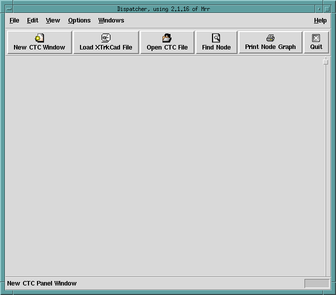 Dispatcher, using 2.1.16 of Mrr
File Edit View Options Windows Help
New CTC Window Load XTrkCad File Open CTC File Find Node Print Node Graph Quit
New CTC Panel Window